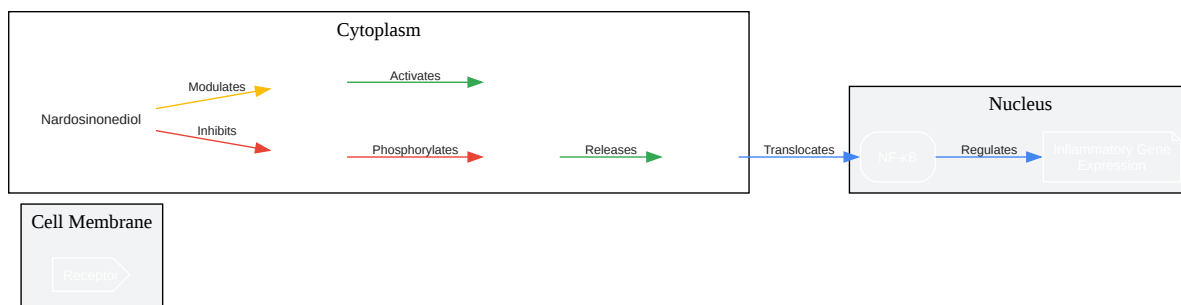 Cytoplasm
Modulates
Activates
Nardosinonediol
Inhibits
Phosphorylates
Releases
Translocates
Nucleus
NF-κB
Regulates
Inflammatory Gene
Expression
Cell Membrane
Receptor